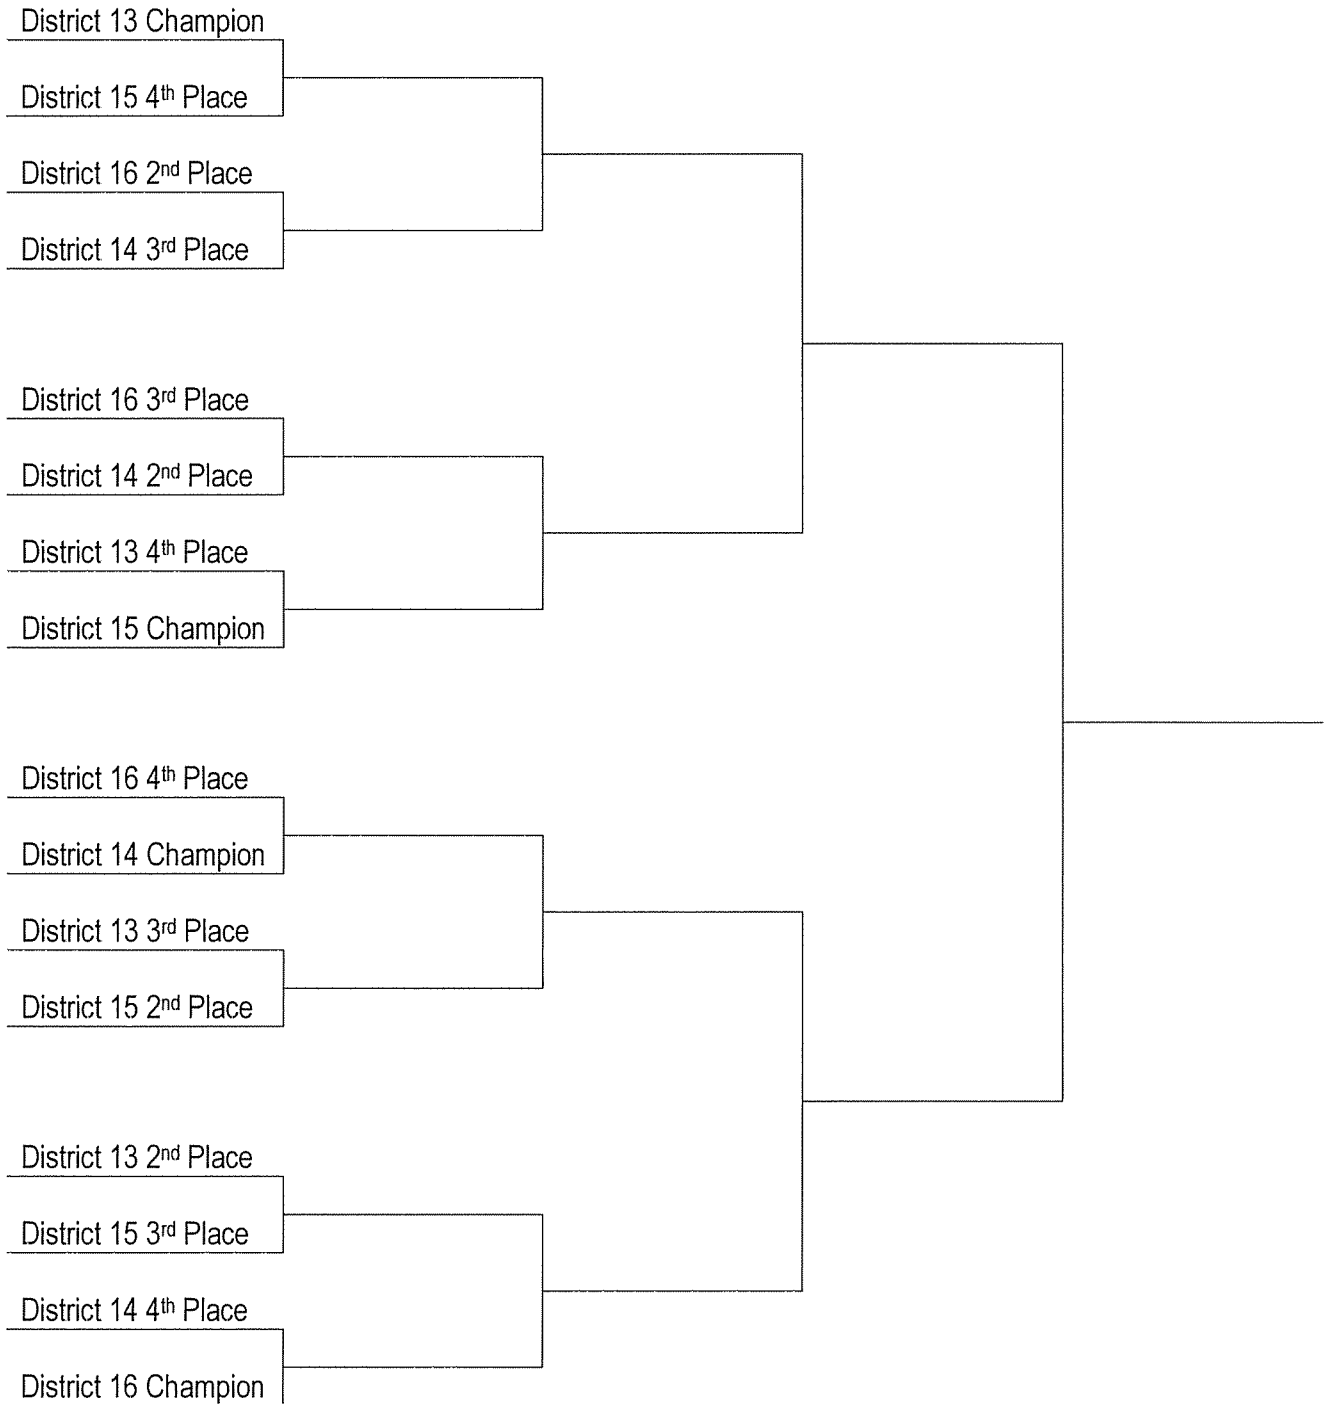 District 13 Champion
District 15 4th Place
District 16 2nd Place
District 14 3rd Place
District 16 3rd Place
District 14 2nd Place
District 13 4th Place
District 15 Champion
District 16 4th Place
District 14 Champion
District 13 3rd Place
District 15 2nd Place
District 13 2nd Place
District 15 3rd Place
District 14 4th Place
District 16 Champion